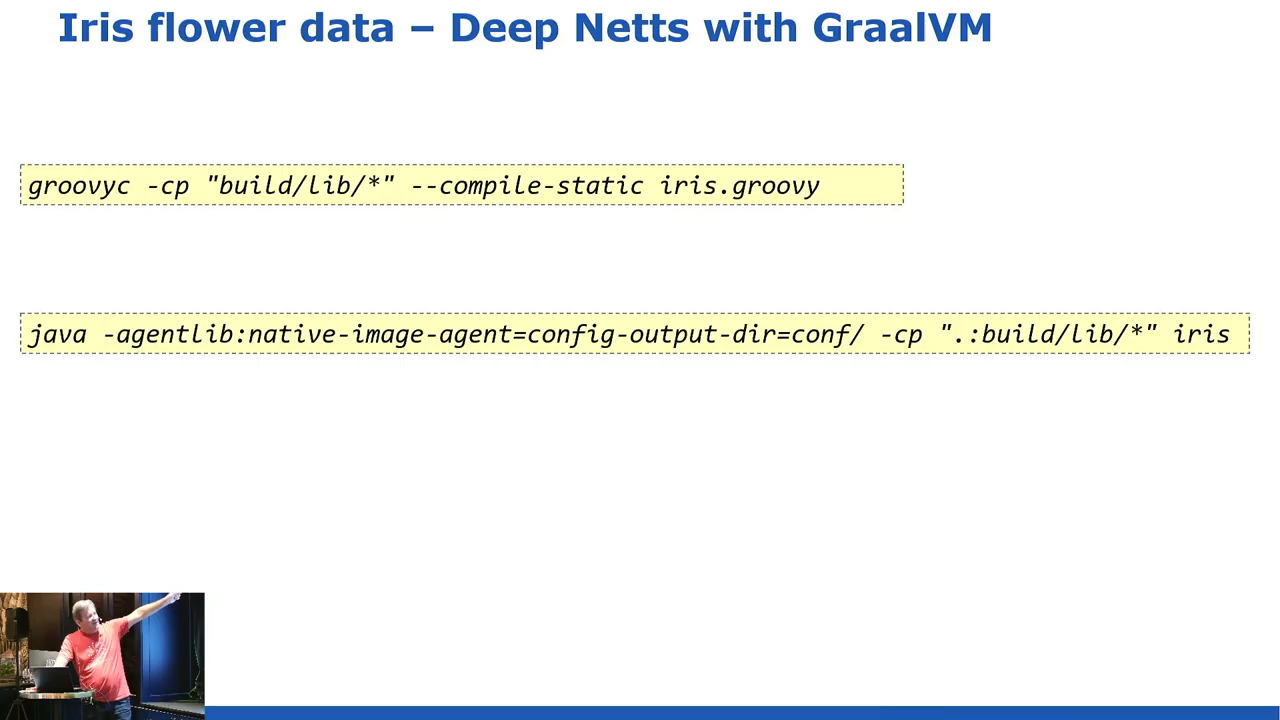 Iris flower data – Deep Netts with GraalVM
groovyc -cp "build/lib/*" --compile-static iris.groovy
java -agentlib:native-image-agent=config-output-dir=conf/ -cp ".:build/lib/*" iris